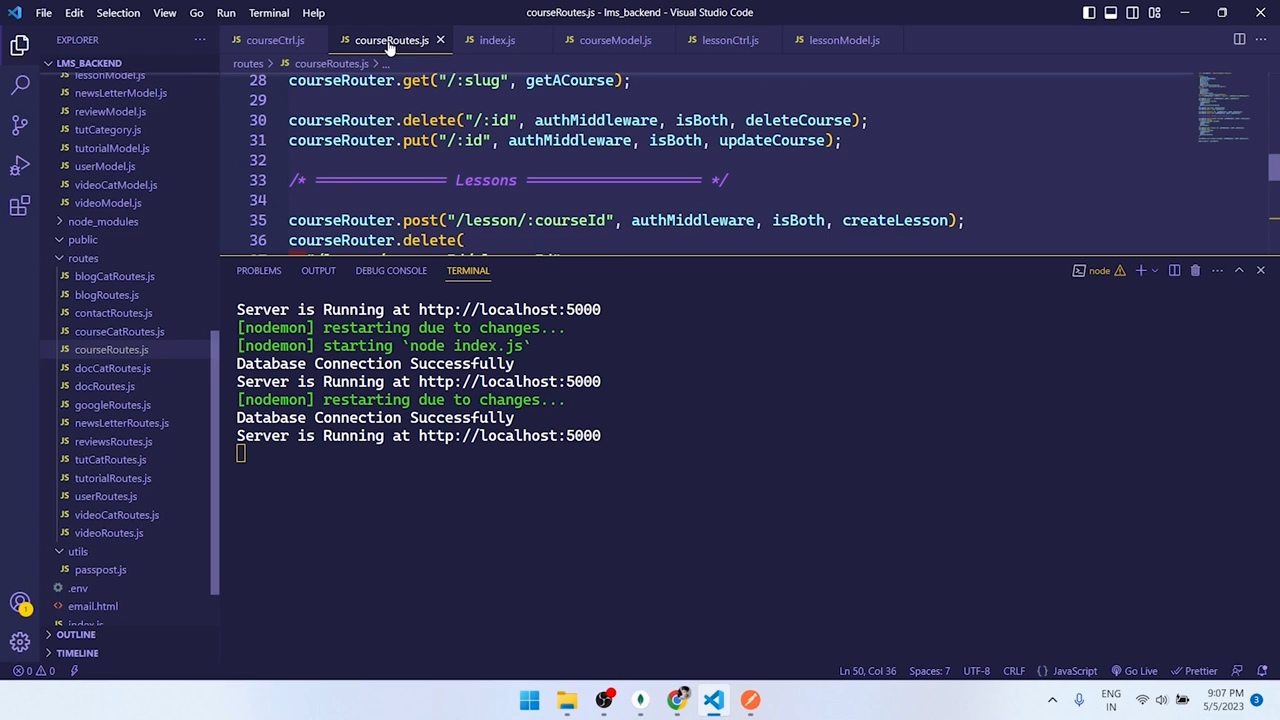 File Edit Selection View Go Run Terminal Help
courseRoutes.js - lms_backend - Visual Studio Code
EXPLORER
LMS_BACKEND
lessonModel.js
newsLetterModel.js
reviewModel.js
tutCategory.js
tutorialModel.js
userModel.js
videoCatModel.js
videoModel.js
node_modules
public
routes
blogCatRoutes.js
blogRoutes.js
contactRoutes.js
courseCatRoutes.js
courseRoutes.js
docCatRoutes.js
docRoutes.js
googleRoutes.js
newsLetterRoutes.js
reviewsRoutes.js
tutCatRoutes.js
tutorialRoutes.js
userRoutes.js
videoCatRoutes.js
videoRoutes.js
utils
passpost.js
.env
email.html
index.js
OUTLINE
TIMELINE
courseCtrl.js courseRoutes.js index.js courseModel.js lessonCtrl.js lessonModel.js
routes > courseRoutes.js > ...
28 courseRouter.get("/:slug", getACourse);
29
30 courseRouter.delete("/:id", authMiddleware, isBoth, deleteCourse);
31 courseRouter.put("/:id", authMiddleware, isBoth, updateCourse);
32
33 /* =============== Lessons ==================== */
34
35 courseRouter.post("/lesson/:courseId", authMiddleware, isBoth, createLesson);
36 courseRouter.delete(
PROBLEMS OUTPUT DEBUG CONSOLE TERMINAL
node
Server is Running at http://localhost:5000
[nodemon] restarting due to changes...
[nodemon] starting `node index.js`
Database Connection Successfully
Server is Running at http://localhost:5000
[nodemon] restarting due to changes...
Database Connection Successfully
Server is Running at http://localhost:5000
0 0 Ln 50, Col 36 Spaces: 7 UTF-8 CRLF JavaScript Go Live Prettier
ENG
IN
9:07 PM
5/5/2023
3